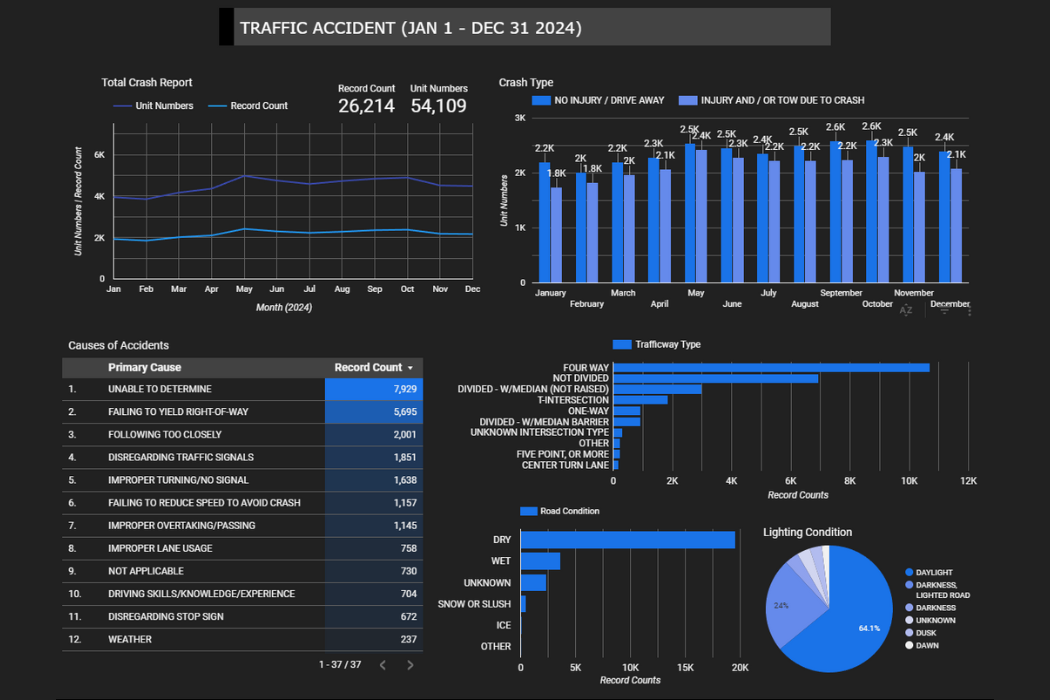 TRAFFIC ACCIDENT (JAN 1 - DEC 31 2024)
Total Crash Report
Unit Numbers Record Count
Record Count Unit Numbers
26,214 54,109
Unit Numbers | Record Count
6K
4K
2K
0
Jan Feb Mar Apr May Jun Jul Aug Sep Oct Nov Dec
Month (2024)
Crash Type
NO INJURY / DRIVE AWAY INJURY AND / OR TOW DUE TO CRASH
Unit Numbers
3K
2K
1K
0
2.2K 1.8K 2K 1.8K 2.2K 2K 2.3K 2.1K 2.5K 2.4K 2.5K 2.3K 2.4K 2.2K 2.5K 2.2K 2.6K 2.2K 2.6K 2.3K 2.5K 2K 2.4K 2.1K
January March May July September November
February April June August October December
AZ
Causes of Accidents
Primary Cause Record Count
1. UNABLE TO DETERMINE 7,929
2. FAILING TO YIELD RIGHT-OF-WAY 5,695
3. FOLLOWING TOO CLOSELY 2,001
4. DISREGARDING TRAFFIC SIGNALS 1,851
5. IMPROPER TURNING/NO SIGNAL 1,638
6. FAILING TO REDUCE SPEED TO AVOID CRASH 1,157
7. IMPROPER OVERTAKING/PASSING 1,145
8. IMPROPER LANE USAGE 758
9. NOT APPLICABLE 730
10. DRIVING SKILLS/KNOWLEDGE/EXPERIENCE 704
11. DISREGARDING STOP SIGN 672
12. WEATHER 237
1 - 37 / 37
Trafficway Type
FOUR WAY
NOT DIVIDED
DIVIDED - W/MEDIAN (NOT RAISED)
T-INTERSECTION
ONE-WAY
DIVIDED - W/MEDIAN BARRIER
UNKNOWN INTERSECTION TYPE
OTHER
FIVE POINT, OR MORE
CENTER TURN LANE
0 2K 4K 6K 8K 10K 12K
Record Counts
Road Condition
DRY
WET
UNKNOWN
SNOW OR SLUSH
ICE
OTHER
0 5K 10K 15K 20K
Record Counts
Lighting Condition
24%
64.1%
DAYLIGHT
DARKNESS,
LIGHTED ROAD
DARKNESS
UNKNOWN
DUSK
DAWN